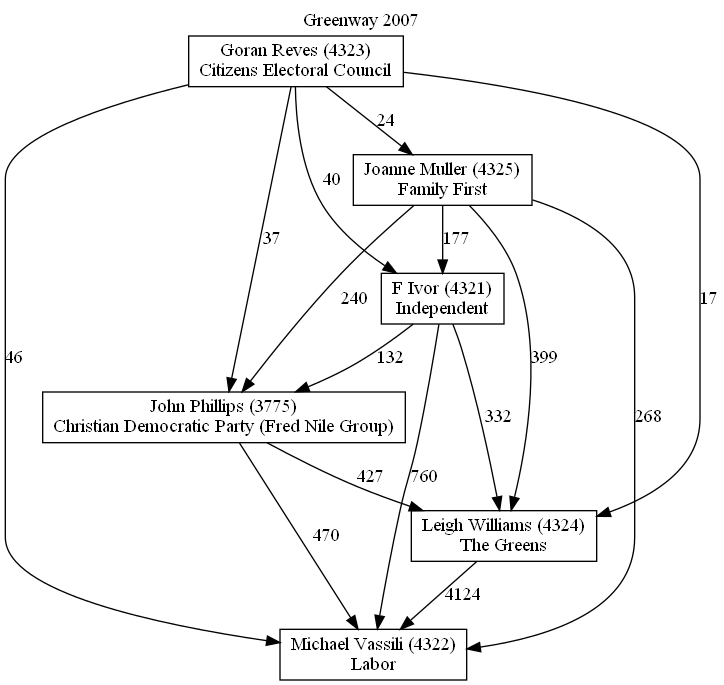 Greenway 2007
Goran Reves (4323)
Citizens Electoral Council
24
Joanne Muller (4325)
Family First
40
37
177
17
F Ivor (4321)
Independent
240
132
399
46
332
268
John Phillips (3775)
Christian Democratic Party (Fred Nile Group)
427
760
470
Leigh Williams (4324)
The Greens
4124
Michael Vassili (4322)
Labor